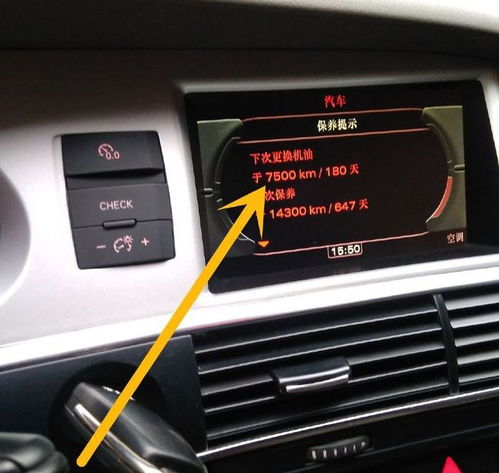 汽车
保养提示
下次更换机油
于 7500 km / 180 天
次保养
14300 km / 647 天
15:50
空调
0.0
CHECK
- +